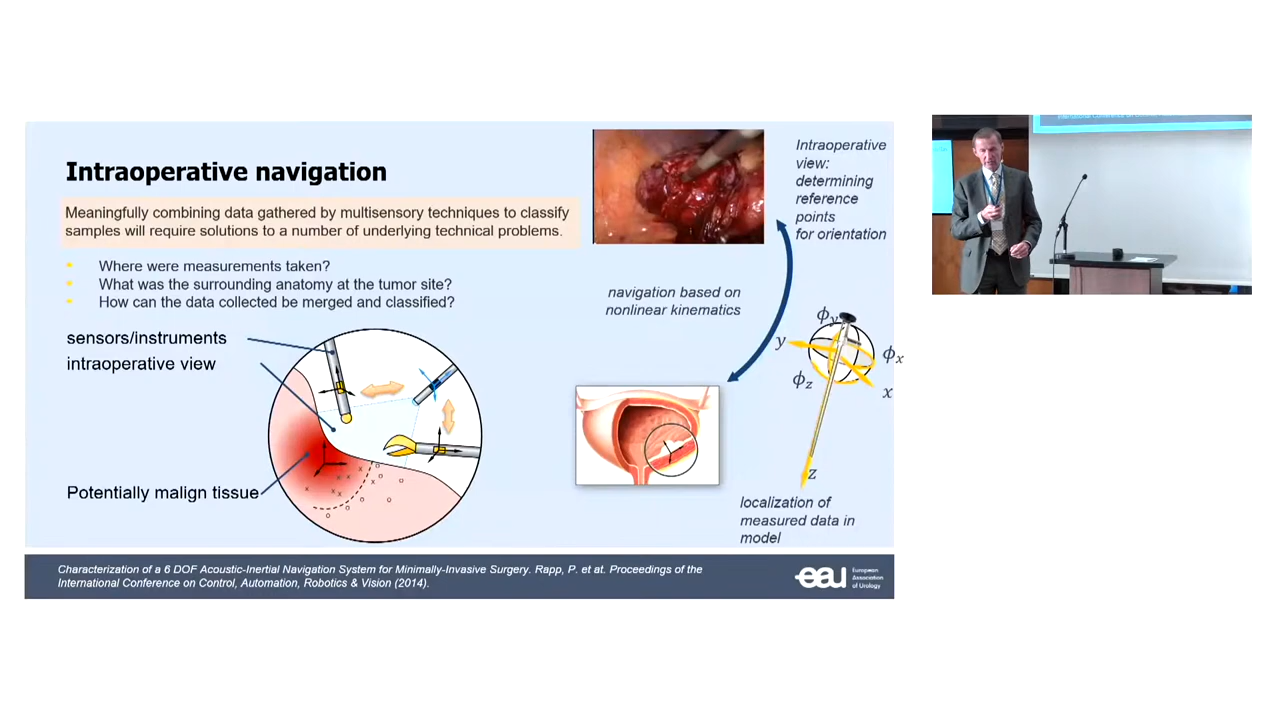 Intraoperative navigation
Meaningfully combining data gathered by multisensory techniques to classify
samples will require solutions to a number of underlying technical problems.
Where were measurements taken?
What was the surrounding anatomy at the tumor site?
How can the data collected be merged and classified?
sensors/instruments
intraoperative view
Potentially malign tissue
Intraoperative
view:
determining
reference
points
for orientation
navigation based on
nonlinear kinematics
ϕy
y
ϕx
ϕz
x
z
localization of
measured data in
model
Characterization of a 6 DOF Acoustic-Inertial Navigation System for Minimally-Invasive Surgery. Rapp, P. et at. Proceedings of the
International Conference on Control, Automation, Robotics & Vision (2014).
eau
European
Association
of Urology